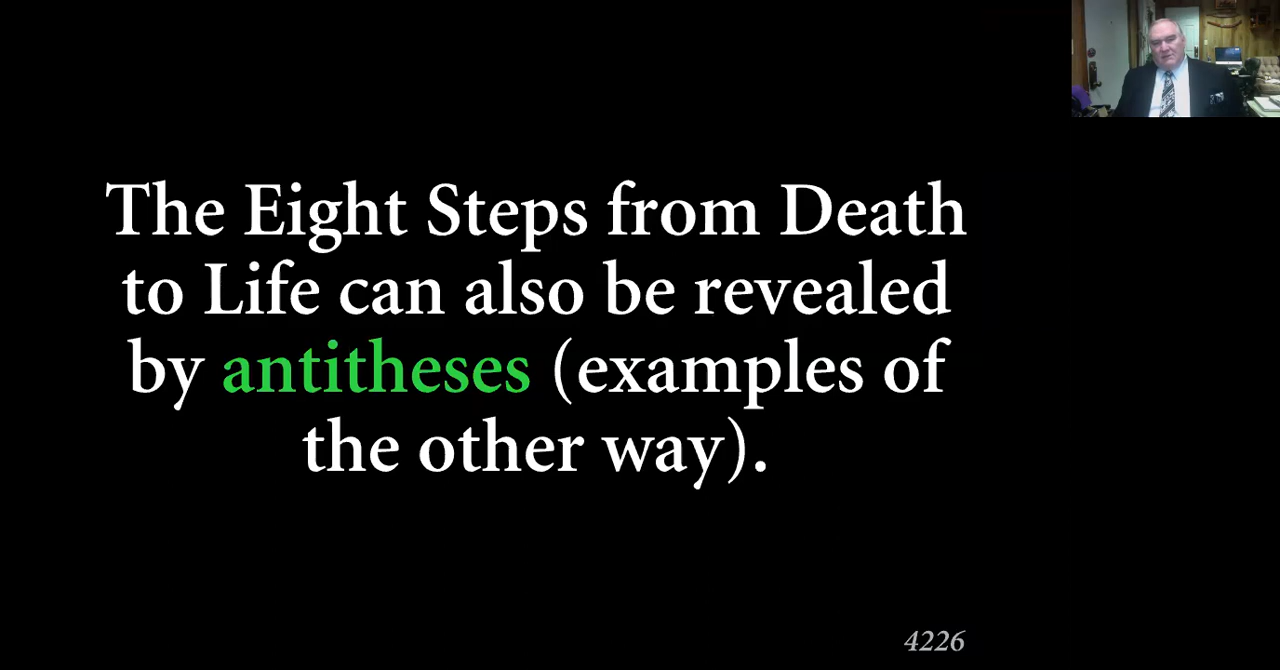 The Eight Steps from Death
to Life can also be revealed
by antitheses (examples of
the other way).
4226